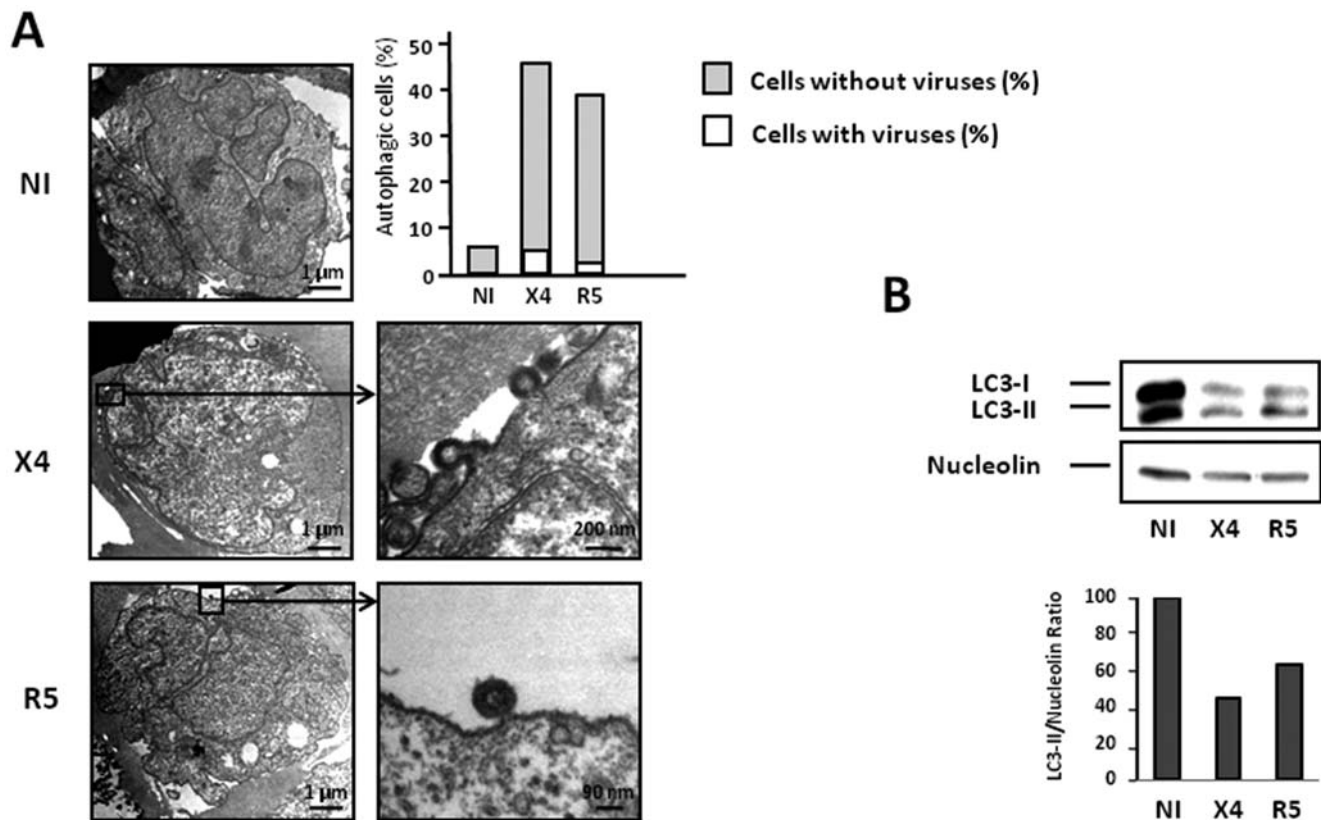 A
NI
1 µm
Autophagic cells (%)
50
40
30
20
10
0
NI X4 R5
Cells without viruses (%)
Cells with viruses (%)
X4
1 µm
200 nm
R5
1 µm
90 nm
B
LC3-I
LC3-II
Nucleolin
NI X4 R5
LC3-II/Nucleolin Ratio
100
80
60
40
20
0
NI X4 R5